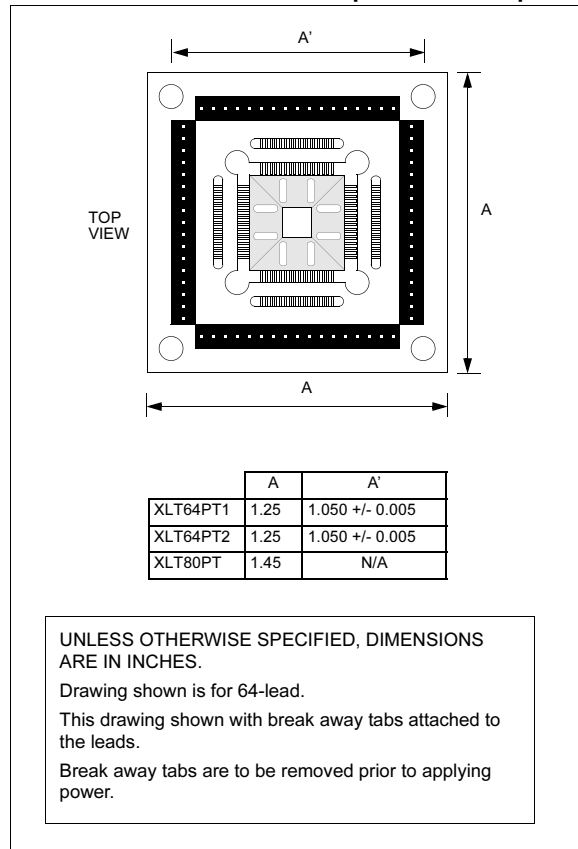 A'
TOP
VIEW
A
A
A A'
XLT64PT1 1.25 1.050 +/- 0.005
XLT64PT2 1.25 1.050 +/- 0.005
XLT80PT 1.45 N/A
UNLESS OTHERWISE SPECIFIED, DIMENSIONS
ARE IN INCHES.
Drawing shown is for 64-lead.
This drawing shown with break away tabs attached to
the leads.
Break away tabs are to be removed prior to applying
power.